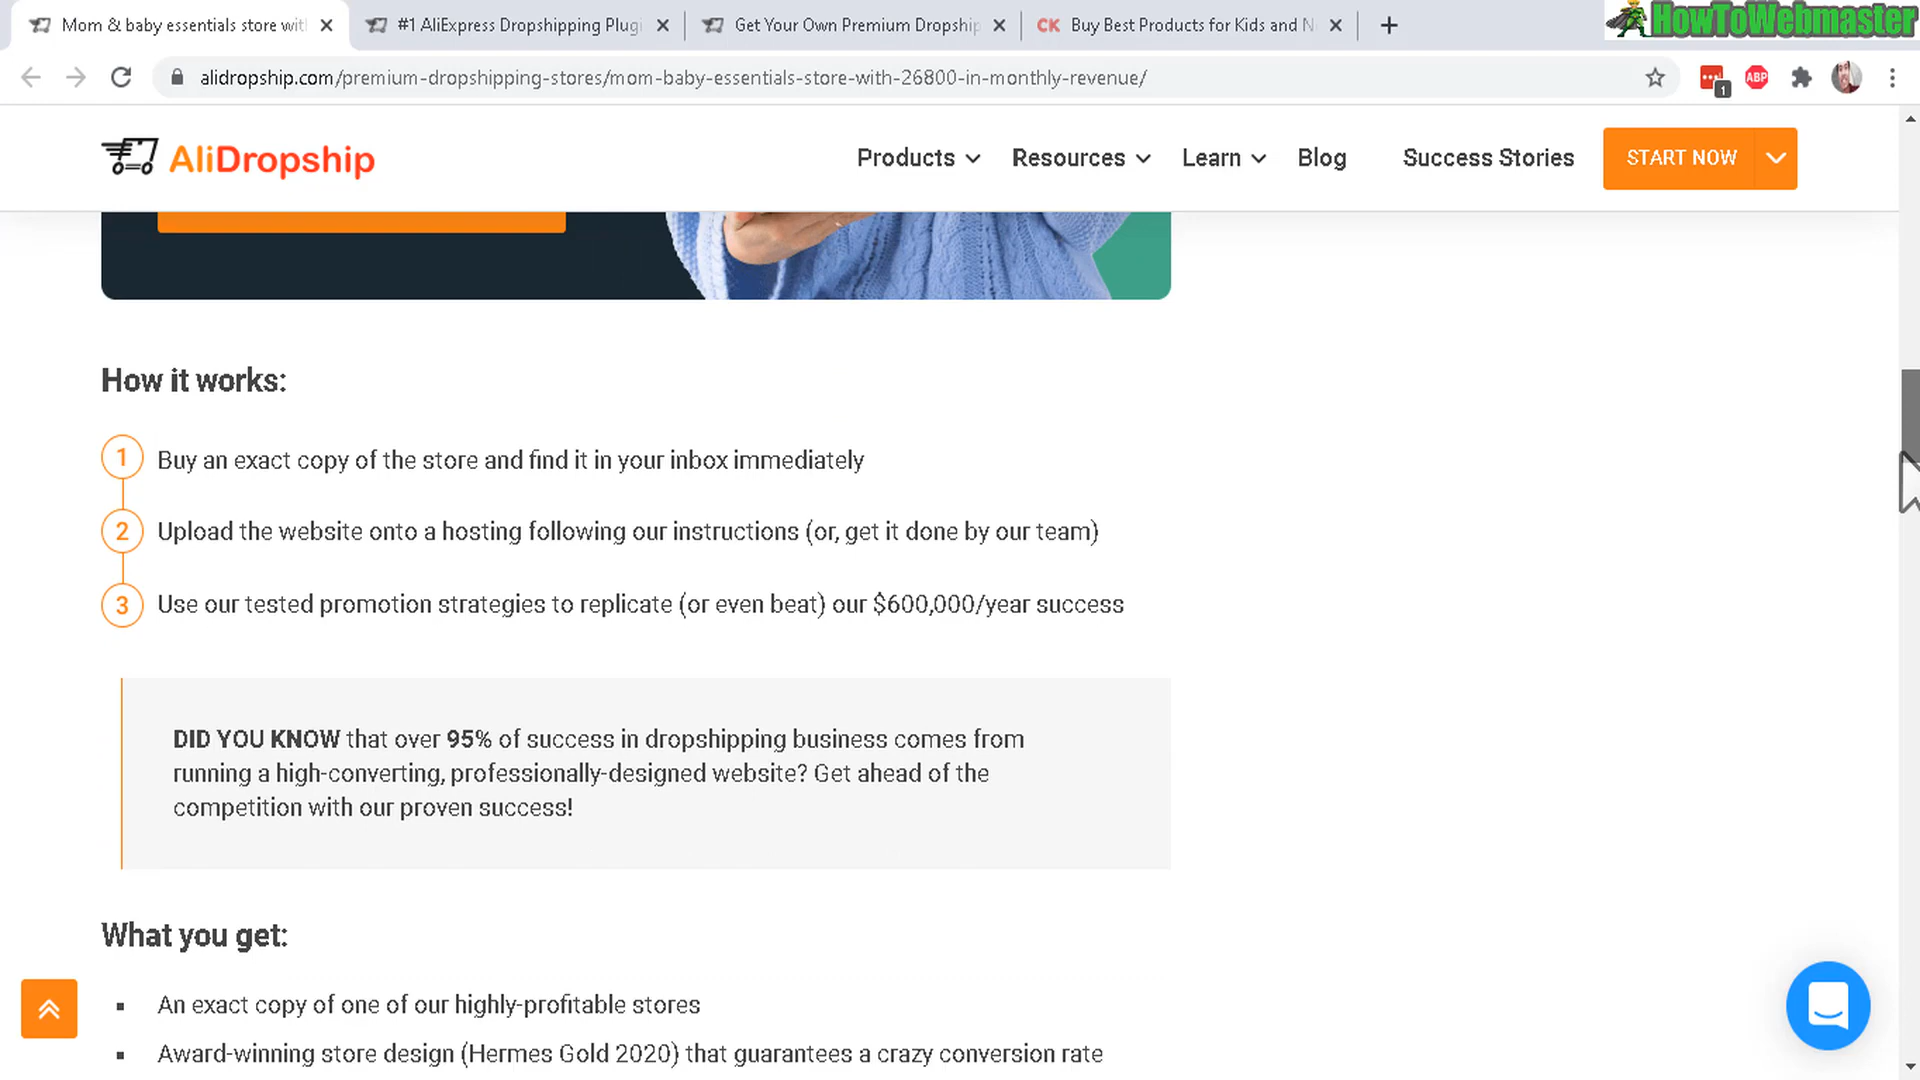 Mom & baby essentials store wit
#1 AliExpress Dropshipping Plugi
Get Your Own Premium Dropship
CK Buy Best Products for Kids and N
HowToWebmaster
alidropship.com/premium-dropshipping-stores/mom-baby-essentials-store-with-26800-in-monthly-revenue/
1
ABP
AliDropship
Products
Resources
Learn
Blog
Success Stories
START NOW
How it works:
1 Buy an exact copy of the store and find it in your inbox immediately
2 Upload the website onto a hosting following our instructions (or, get it done by our team)
3 Use our tested promotion strategies to replicate (or even beat) our $600,000/year success
DID YOU KNOW that over 95% of success in dropshipping business comes from
running a high-converting, professionally-designed website? Get ahead of the
competition with our proven success!
What you get:
▪ An exact copy of one of our highly-profitable stores
▪ Award-winning store design (Hermes Gold 2020) that guarantees a crazy conversion rate